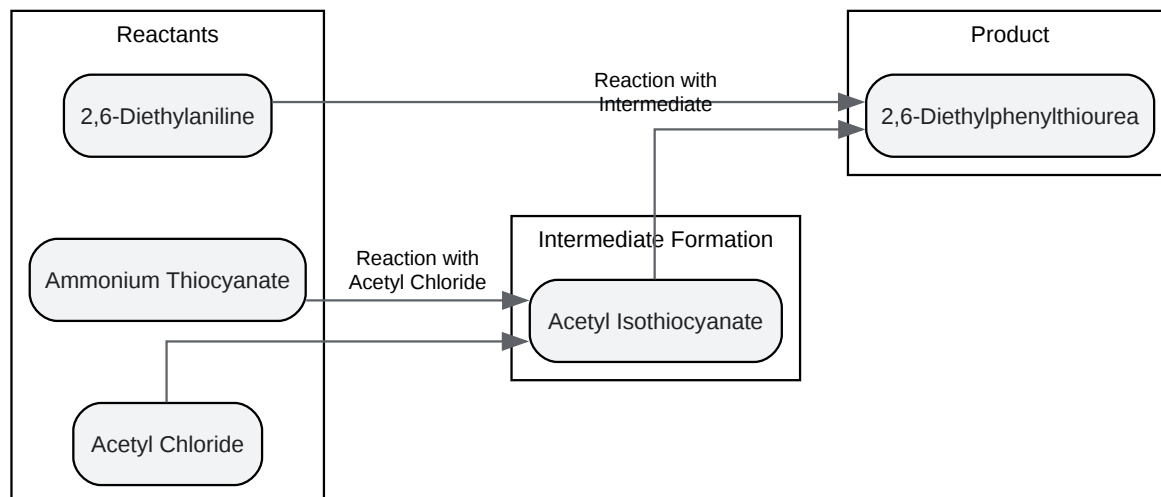 Reactants
Product
Reaction with
Intermediate
2,6-Diethylaniline
2,6-Diethylphenylthiourea
Intermediate Formation
Reaction with
Acetyl Chloride
Ammonium Thiocyanate
Acetyl Isothiocyanate
Acetyl Chloride